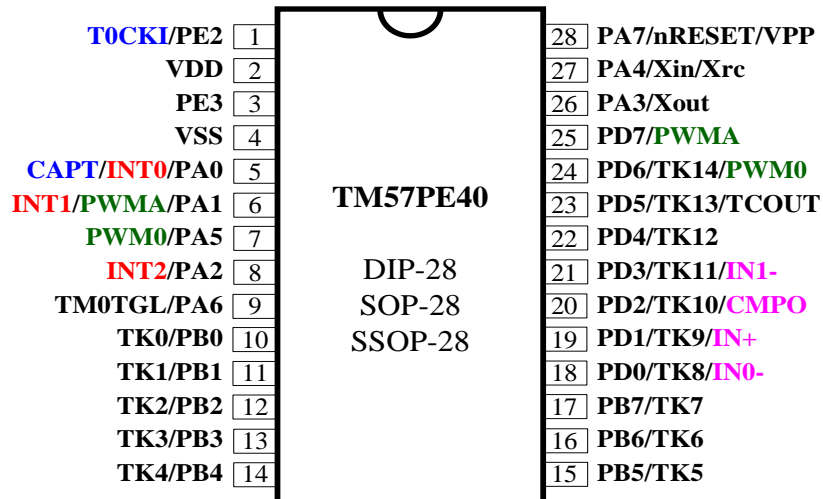 T0CKI/PE2 1 28 PA7/nRESET/VPP
VDD 2 27 PA4/Xin/Xrc
PE3 3 26 PA3/Xout
VSS 4 25 PD7/PWMA
CAPT/INT0/PA0 5 24 PD6/TK14/PWM0
INT1/PWMA/PA1 6 TM57PE40 23 PD5/TK13/TCOUT
PWM0/PA5 7 22 PD4/TK12
INT2/PA2 8 DIP-28 21 PD3/TK11/IN1-
TM0TGL/PA6 9 SOP-28 20 PD2/TK10/CMPO
TK0/PB0 10 SSOP-28 19 PD1/TK9/IN+
TK1/PB1 11 18 PD0/TK8/IN0-
TK2/PB2 12 17 PB7/TK7
TK3/PB3 13 16 PB6/TK6
TK4/PB4 14 15 PB5/TK5